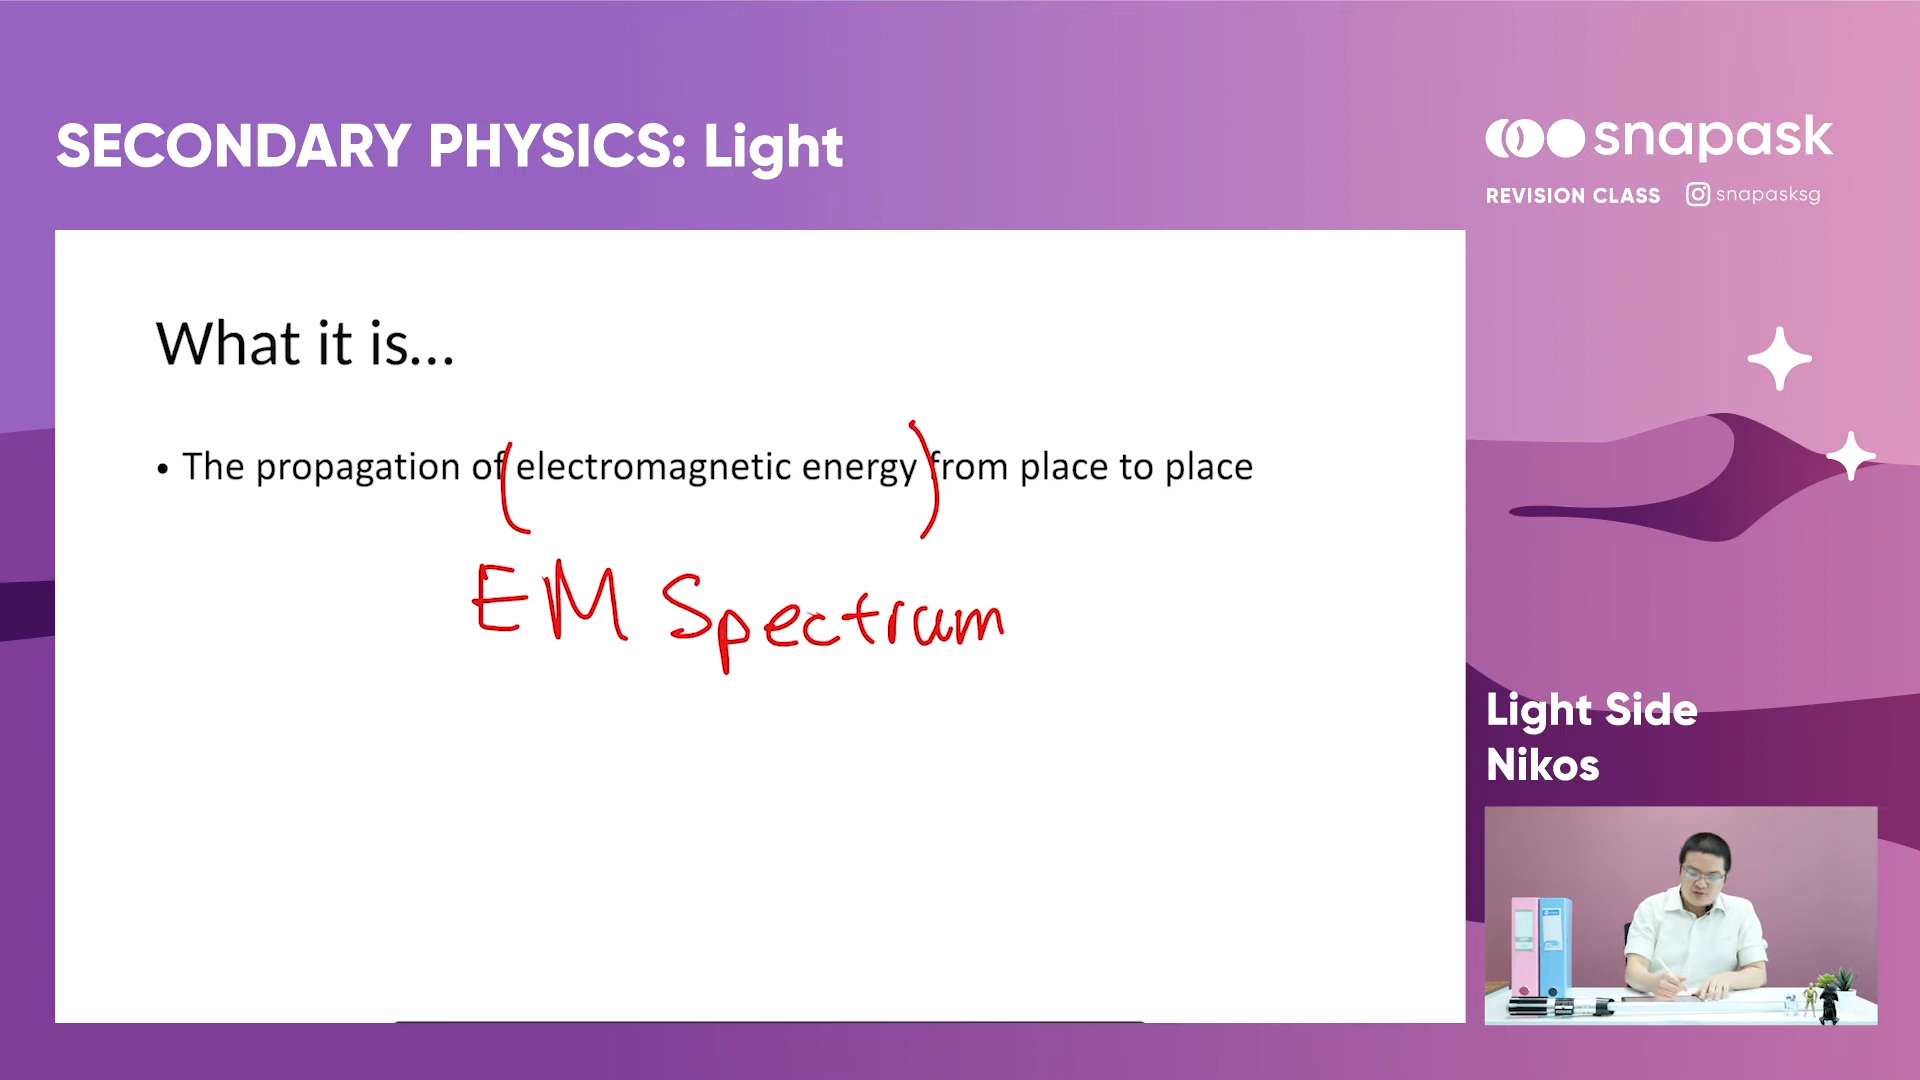 SECONDARY PHYSICS: Light
snapask
REVISION CLASS snapasksg
What it is...
• The propagation of (electromagnetic energy) from place to place
EM Spectrum
Light Side
Nikos